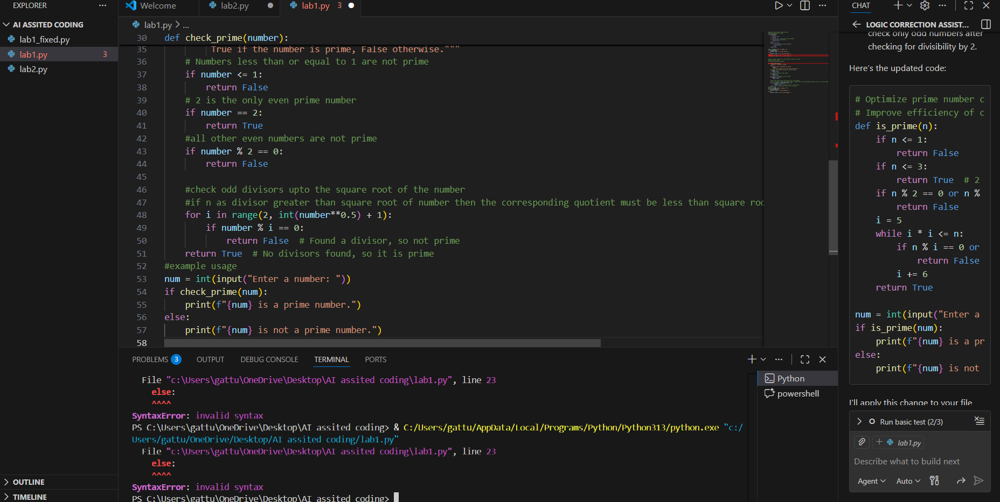 EXPLORER
AI ASSITED CODING
lab1_fixed.py
lab1.py 3
lab2.py
OUTLINE
TIMELINE
Welcome
lab2.py
lab1.py 3
lab1.py > ...
30 def check_prime(number):
35 True if the number is prime, False otherwise."""
36 # Numbers less than or equal to 1 are not prime
37 if number <= 1:
38 return False
39 # 2 is the only even prime number
40 if number == 2:
41 return True
42 #all other even numbers are not prime
43 if number % 2 == 0:
44 return False
45
46 #check odd divisors upto the square root of the number
47 #if n as divisor greater than square root of number then the corresponding quotient must be less than square roo
48 for i in range(2, int(number**0.5) + 1):
49 if number % i == 0:
50 return False # Found a divisor, so not prime
51 return True # No divisors found, so it is prime
52 #example usage
53 num = int(input("Enter a number: "))
54 if check_prime(num):
55 print(f"{num} is a prime number.")
56 else:
57 print(f"{num} is not a prime number.")
58
PROBLEMS 3 OUTPUT DEBUG CONSOLE TERMINAL PORTS
File "c:\Users\gattu\OneDrive\Desktop\AI assited coding\lab1.py", line 23
else:
^^^^
SyntaxError: invalid syntax
PS C:\Users\gattu\OneDrive\Desktop\AI assited coding> & C:/Users/gattu/AppData/Local/Programs/Python/Python313/python.exe "c:/
Users/gattu/OneDrive/Desktop/AI assited coding/lab1.py"
File "c:\Users\gattu\OneDrive\Desktop\AI assited coding\lab1.py", line 23
else:
^^^^
SyntaxError: invalid syntax
PS C:\Users\gattu\OneDrive\Desktop\AI assited coding>
Python
powershell
CHAT
LOGIC CORRECTION ASSIST...
check only odd numbers after
checking for divisibility by 2.
Here's the updated code:
# Optimize prime number c
# Improve efficiency of c
def is_prime(n):
if n <= 1:
return False
if n <= 3:
return True # 2
if n % 2 == 0 or n %
return False
i = 5
while i * i <= n:
if n % i == 0 or
return False
i += 6
return True
num = int(input("Enter a
if is_prime(num):
print(f"{num} is a pr
else:
print(f"{num} is not
I'll apply this change to your file
Run basic test (2/3)
lab1.py
Describe what to build next
Agent Auto